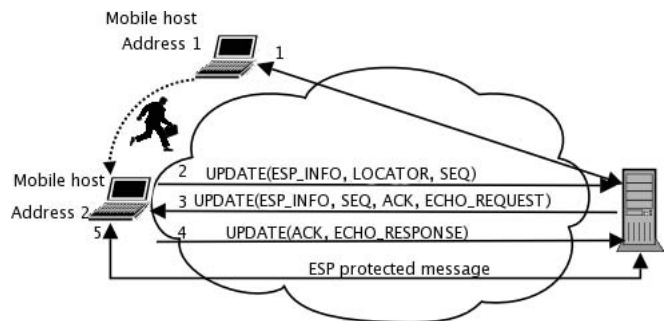 Mobile host
Address 1
1
2 UPDATE(ESP_INFO, LOCATOR, SEQ)
Mobile host
3 UPDATE(ESP_INFO, SEQ, ACK, ECHO_REQUEST)
Address 2
5
4 UPDATE(ACK, ECHO_RESPONSE)
ESP protected message